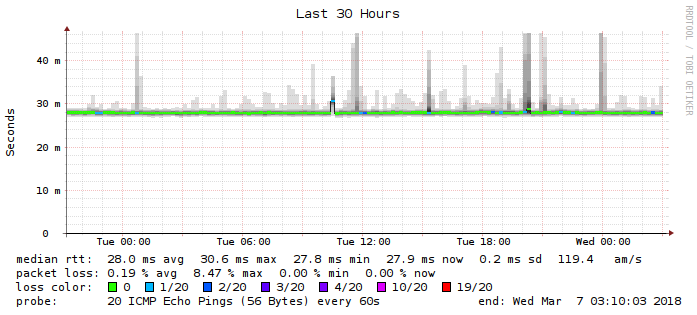 Last 30 Hours
RRDTOOL / TOBI OETIKER
Seconds
40 m
30 m
20 m
10 m
0
Tue 00:00 Tue 06:00 Tue 12:00 Tue 18:00 Wed 00:00
median rtt: 28.0 ms avg 30.6 ms max 27.8 ms min 27.9 ms now 0.2 ms sd 119.4 am/s
packet loss: 0.19 % avg 8.47 % max 0.00 % min 0.00 % now
loss color: 0 1/20 2/20 3/20 4/20 10/20 19/20
probe: 20 ICMP Echo Pings (56 Bytes) every 60s end: Wed Mar 7 03:10:03 2018